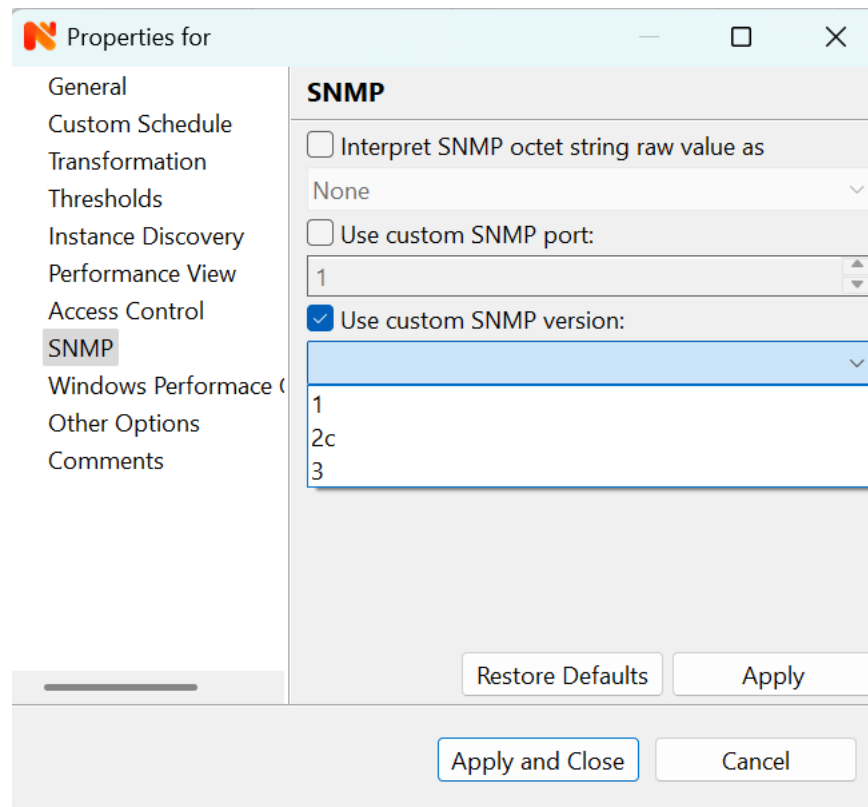 Properties for
General
Custom Schedule
Transformation
Thresholds
Instance Discovery
Performance View
Access Control
SNMP
Windows Performace
Other Options
Comments
SNMP
Interpret SNMP octet string raw value as
None
Use custom SNMP port:
1
Use custom SNMP version:
1
2c
3
Restore Defaults
Apply
Apply and Close
Cancel